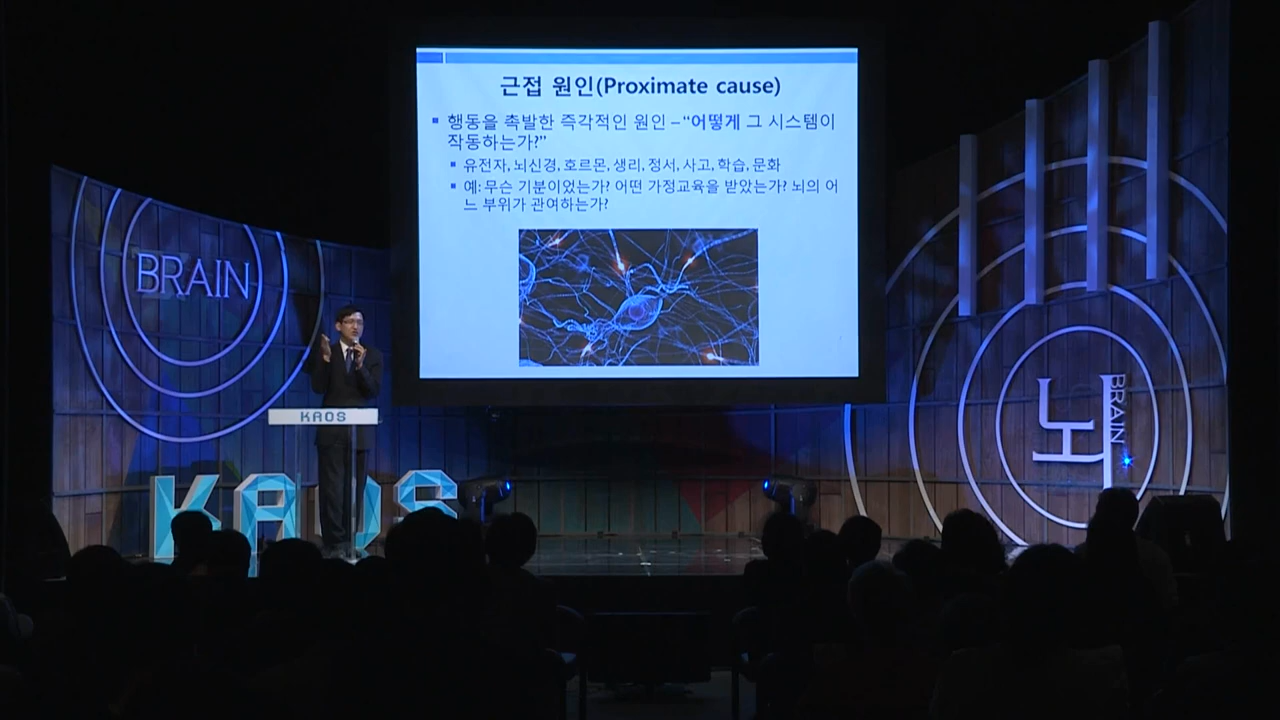 근접 원인(Proximate cause)
행동을 촉발한 즉각적인 원인 – “어떻게 그 시스템이
작동하는가?”
유전자, 뇌신경, 호르몬, 생리, 정서, 사고, 학습, 문화
예: 무슨 기분이었는가? 어떤 가정교육을 받았는가? 뇌의 어
느 부위가 관여하는가?
BRAIN
KAOS
KAOS
뇌
BRAIN